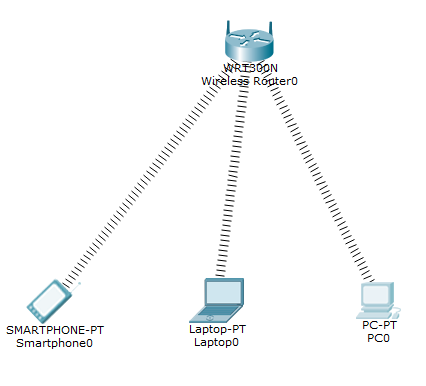 WRT300N
Wireless Router0
SMARTPHONE-PT
Smartphone0
Laptop-PT
Laptop0
PC-PT
PC0